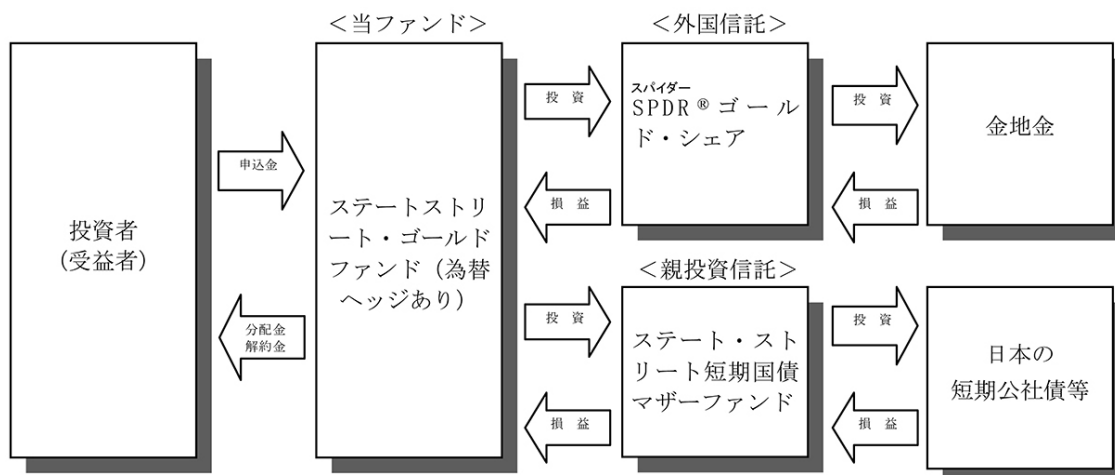 ＜当ファンド＞
＜外国信託＞
投資者
（受益者）
申込金
分配金
解約金
ステートストリ
ート・ゴールド
ファンド（為替
ヘッジあり）
投　資
損　益
スパイダー
SPDR®ゴール
ド・シェア
投　資
損　益
金地金
＜親投資信託＞
投　資
損　益
ステート・スト
リート短期国債
マザーファンド
投　資
損　益
日本の
短期公社債等